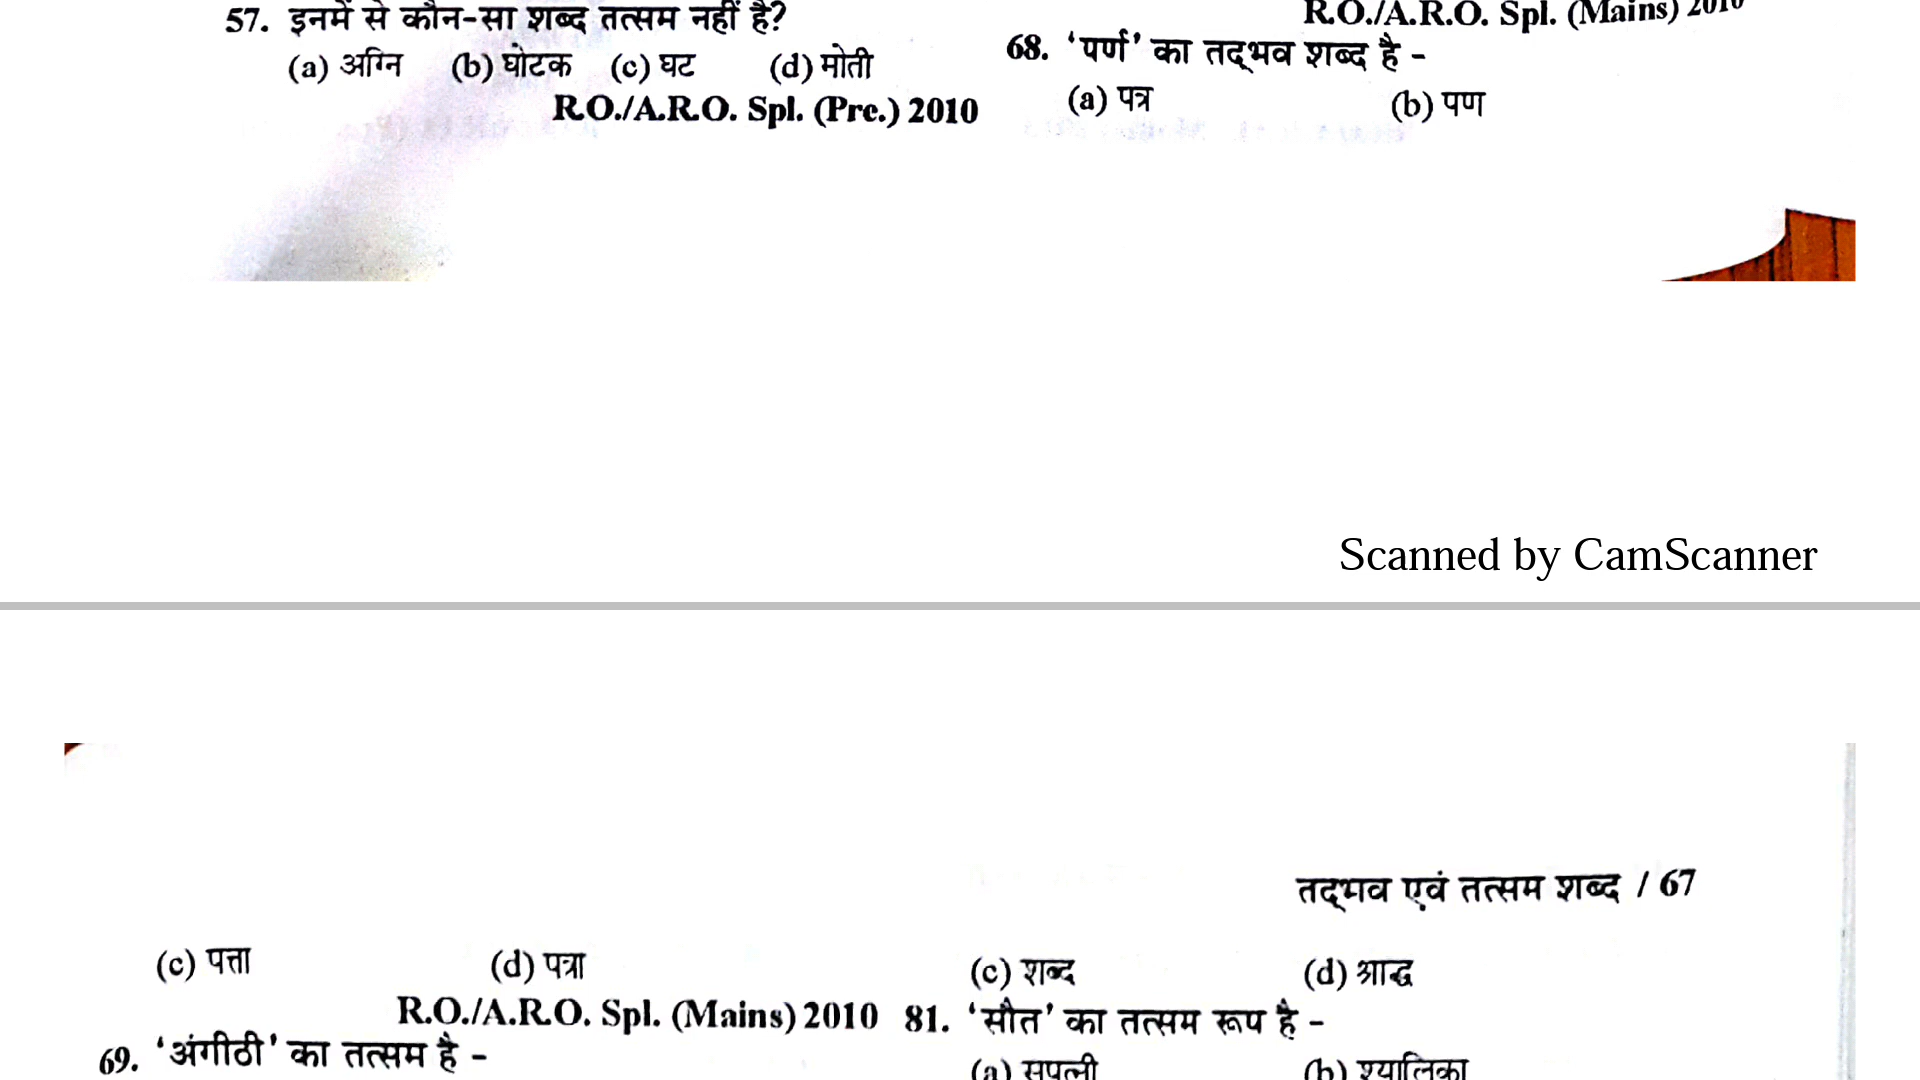 57. इनमें से कौन-सा शब्द तत्सम नहीं है?
(a) अग्नि (b) घोटक (c) घट (d) मोती
R.O./A.R.O. Spl. (Pre.) 2010
R.O./A.R.O. Spl. (Mains) 2010
68. ‘पर्ण’ का तद्भव शब्द है -
(a) पत्र (b) पण
Scanned by CamScanner
तद्भव एवं तत्सम शब्द / 67
(c) पत्ता (d) पत्रा
R.O./A.R.O. Spl. (Mains) 2010
69. ‘अंगीठी’ का तत्सम है -
(c) शब्द (d) श्राद्ध
81. ‘सौत’ का तत्सम रूप है -
(a) सपत्नी (b) श्यालिका